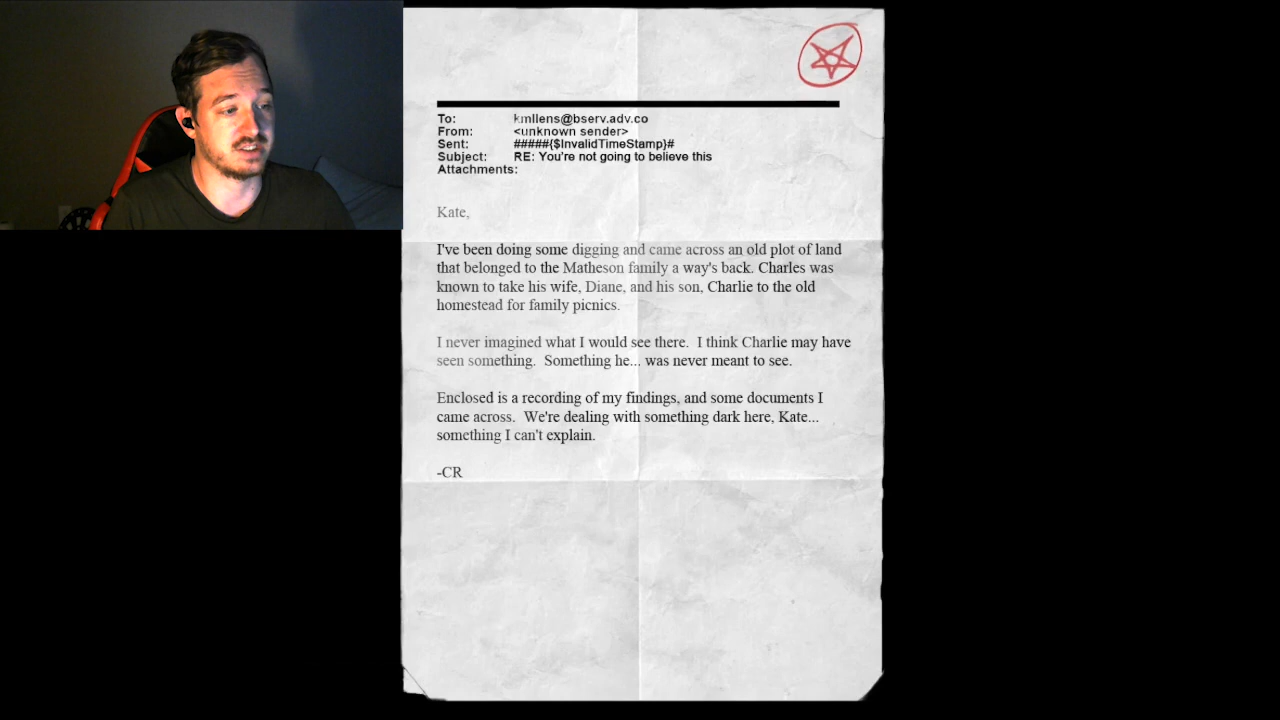 To: kmilens@bserv.adv.co
From: <unknown sender>
Sent: #####{$InvalidTimeStamp}#
Subject: RE: You're not going to believe this
Attachments:
Kate,
I've been doing some digging and came across an old plot of land
that belonged to the Matheson family a way's back. Charles was
known to take his wife, Diane, and his son, Charlie to the old
homestead for family picnics.
I never imagined what I would see there.  I think Charlie may have
seen something.  Something he... was never meant to see.
Enclosed is a recording of my findings, and some documents I
came across.  We're dealing with something dark here, Kate...
something I can't explain.
-CR